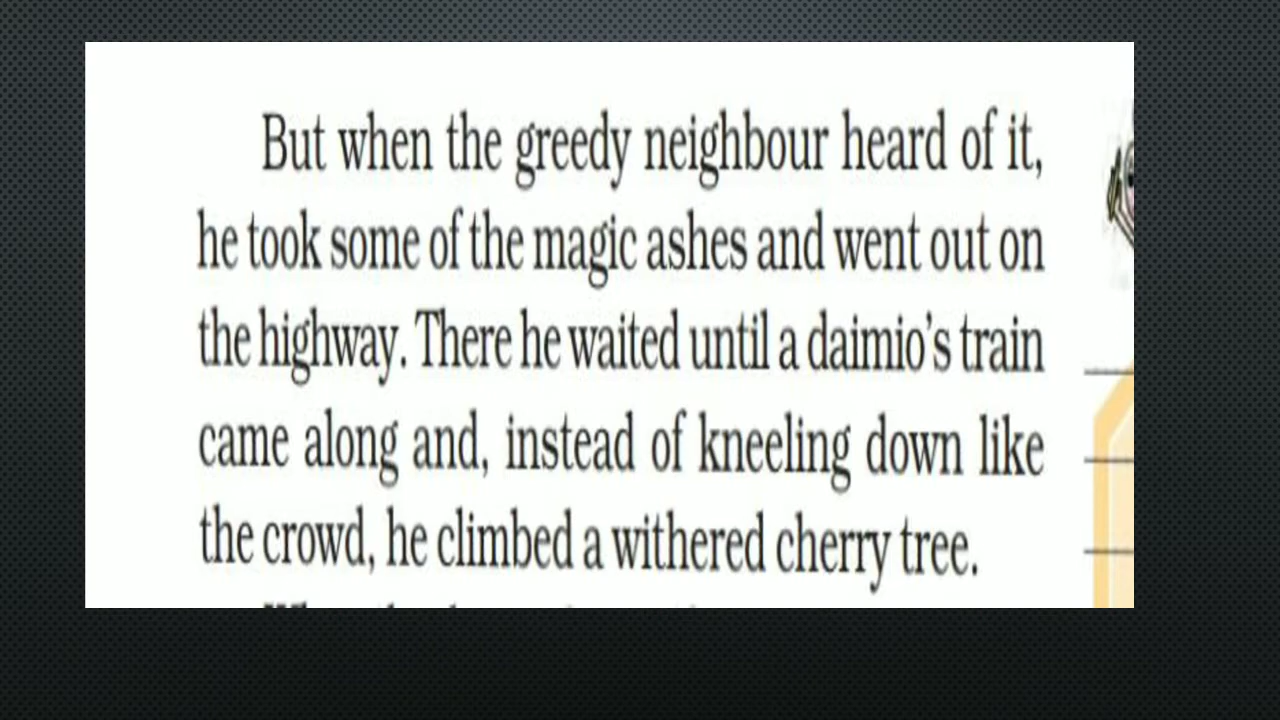 But when the greedy neighbour heard of it,
he took some of the magic ashes and went out on
the highway. There he waited until a daimio's train
came along and, instead of kneeling down like
the crowd, he climbed a withered cherry tree.